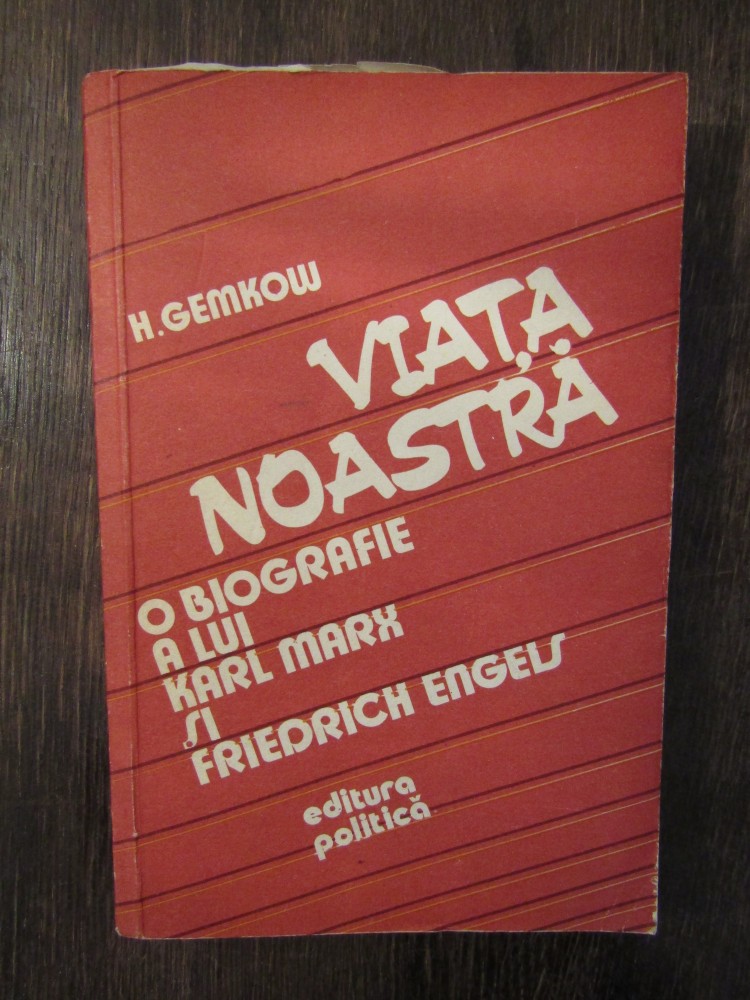 H. GEMKOW
VIAȚA
NOASTRĂ
O BIOGRAFIE
A LUI
KARL MARX
ȘI
FRIEDRICH ENGELS
editura
politică